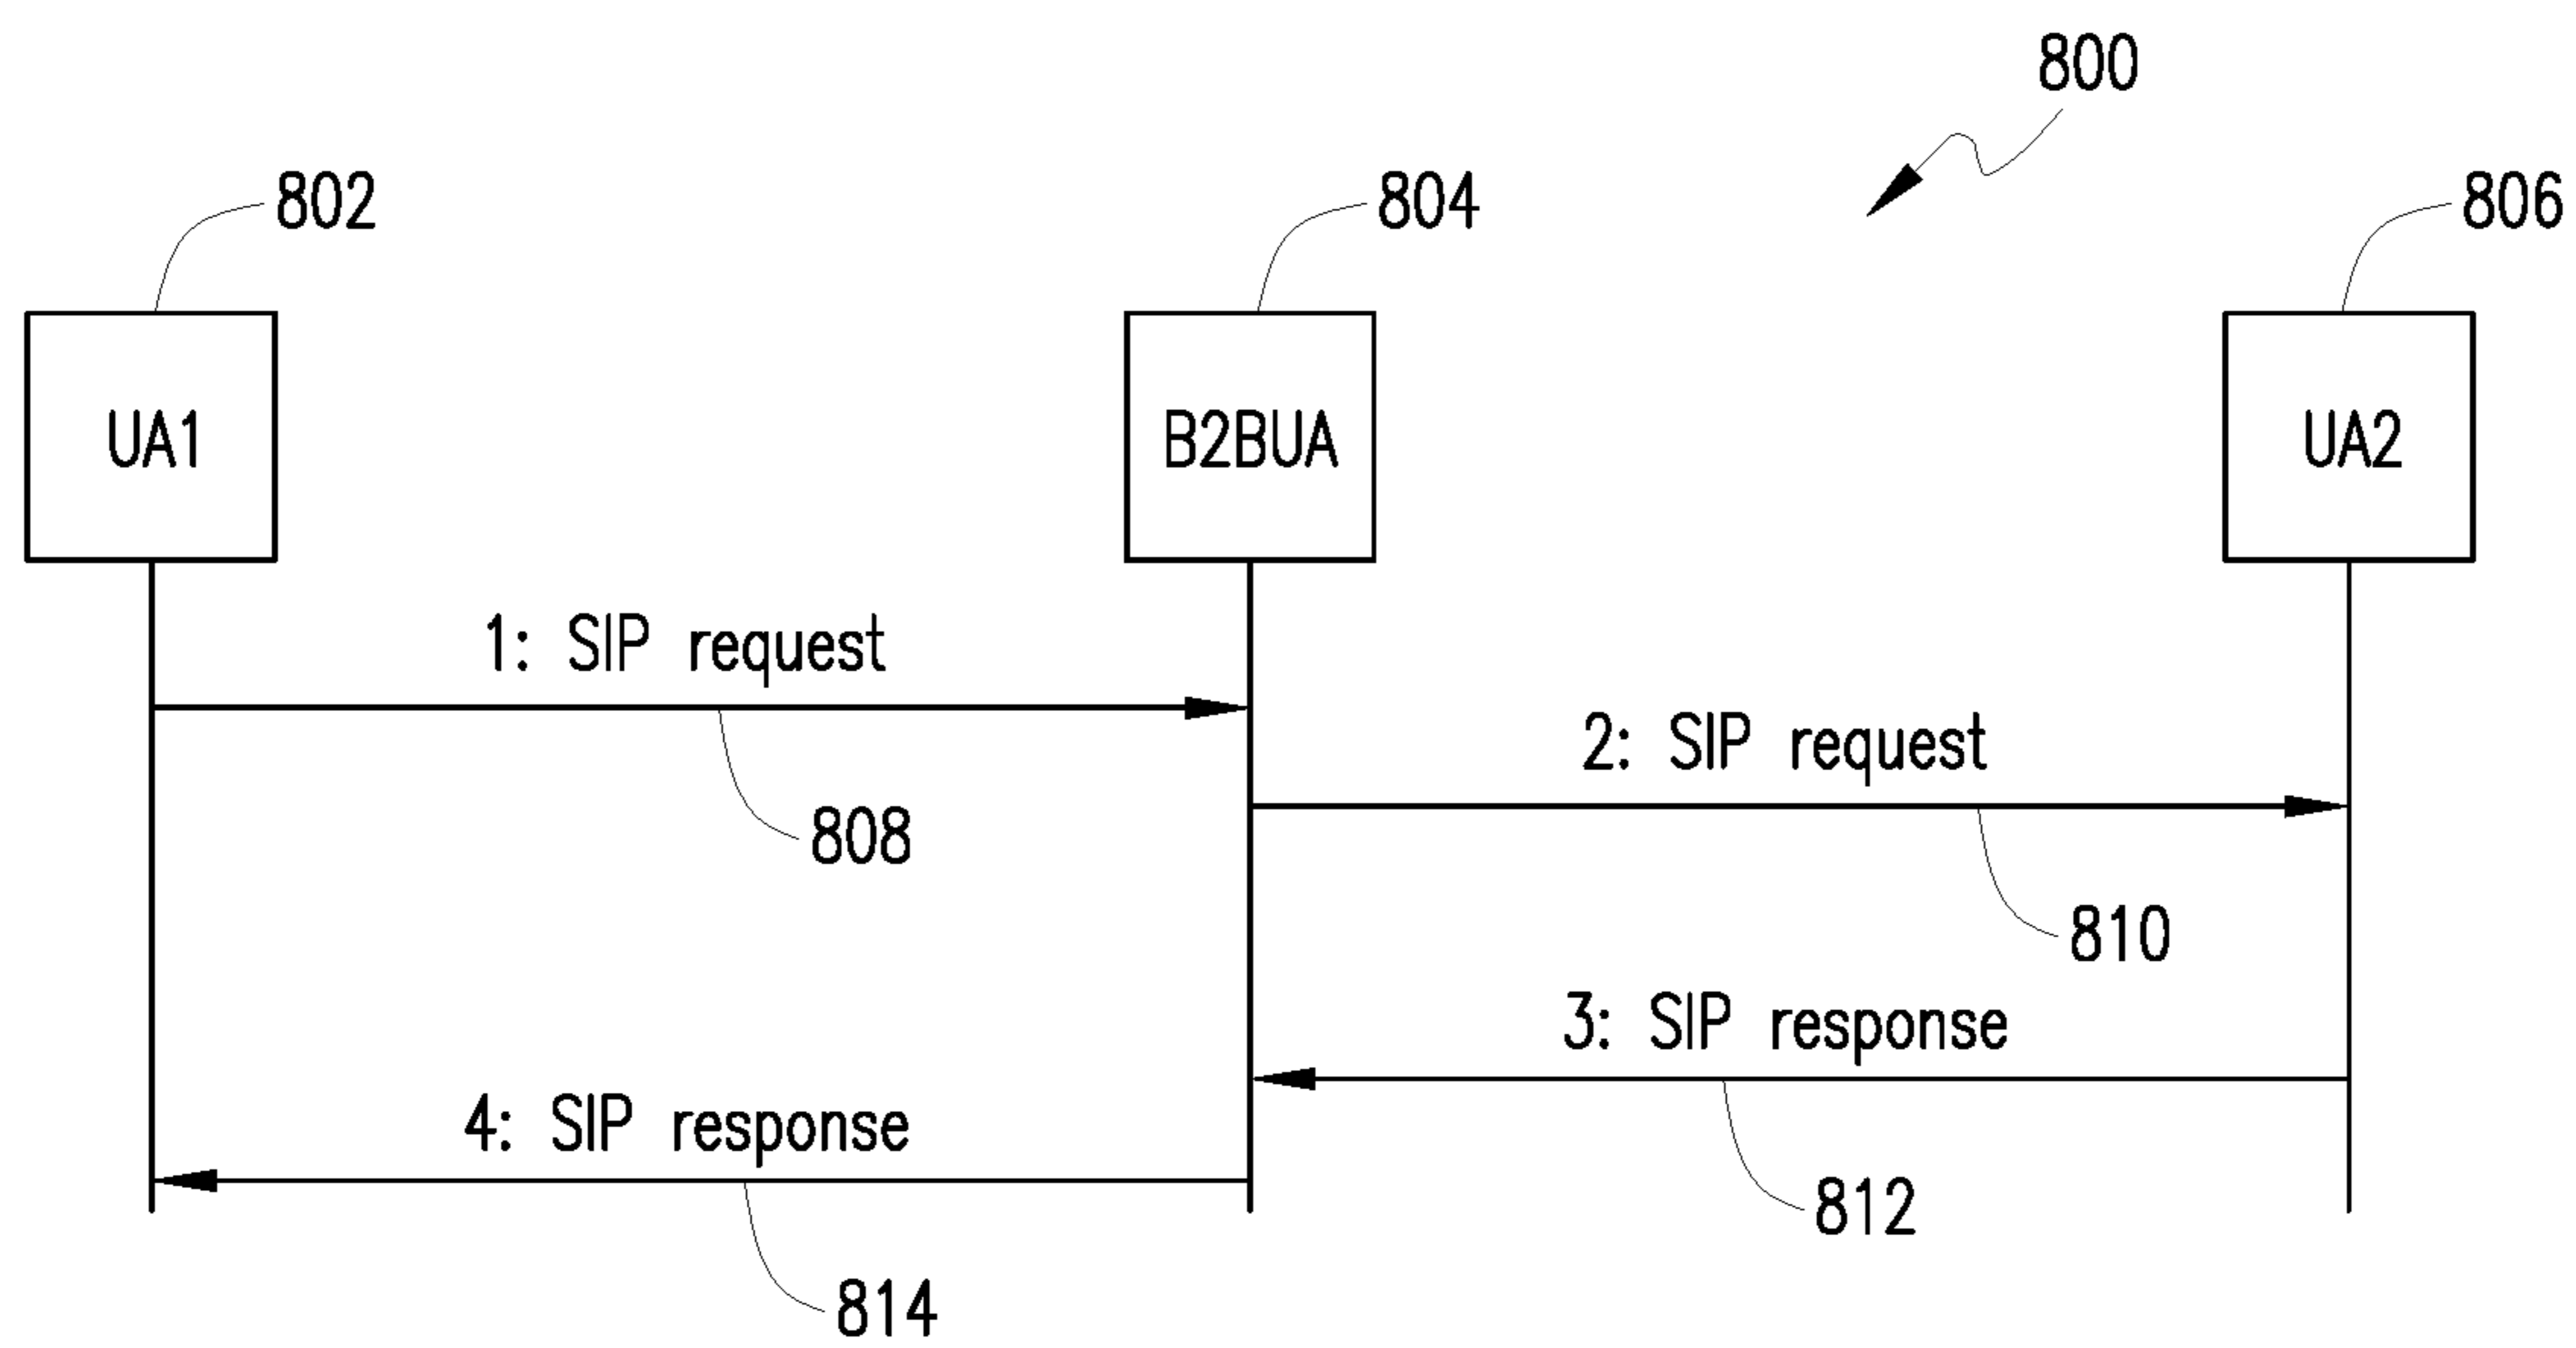 800
802
804
806
UA1
B2BUA
UA2
1: SIP request
2: SIP request
808
810
3: SIP response
4: SIP response
812
814